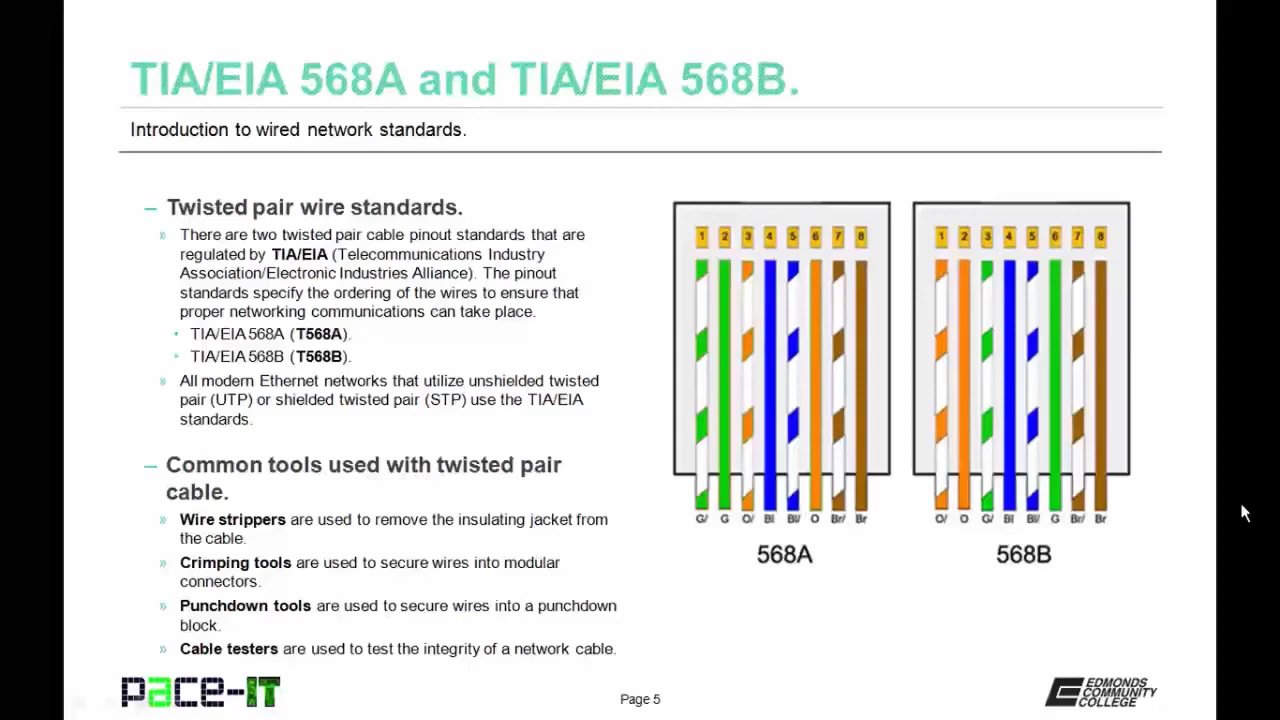 TIA/EIA 568A and TIA/EIA 568B.
Introduction to wired network standards.
– Twisted pair wire standards.
» There are two twisted pair cable pinout standards that are
regulated by TIA/EIA (Telecommunications Industry
Association/Electronic Industries Alliance). The pinout
standards specify the ordering of the wires to ensure that
proper networking communications can take place.
• TIA/EIA 568A (T568A).
• TIA/EIA 568B (T568B).
» All modern Ethernet networks that utilize unshielded twisted
pair (UTP) or shielded twisted pair (STP) use the TIA/EIA
standards.
– Common tools used with twisted pair
cable.
» Wire strippers are used to remove the insulating jacket from
the cable.
» Crimping tools are used to secure wires into modular
connectors.
» Punchdown tools are used to secure wires into a punchdown
block.
» Cable testers are used to test the integrity of a network cable.
1 2 3 4 5 6 7 8
G/ G O/ Bl Bl/ O Br/ Br
568A
1 2 3 4 5 6 7 8
O/ O G/ Bl Bl/ G Br/ Br
568B
pace-IT
Page 5
EDMONDS
COMMUNITY
COLLEGE